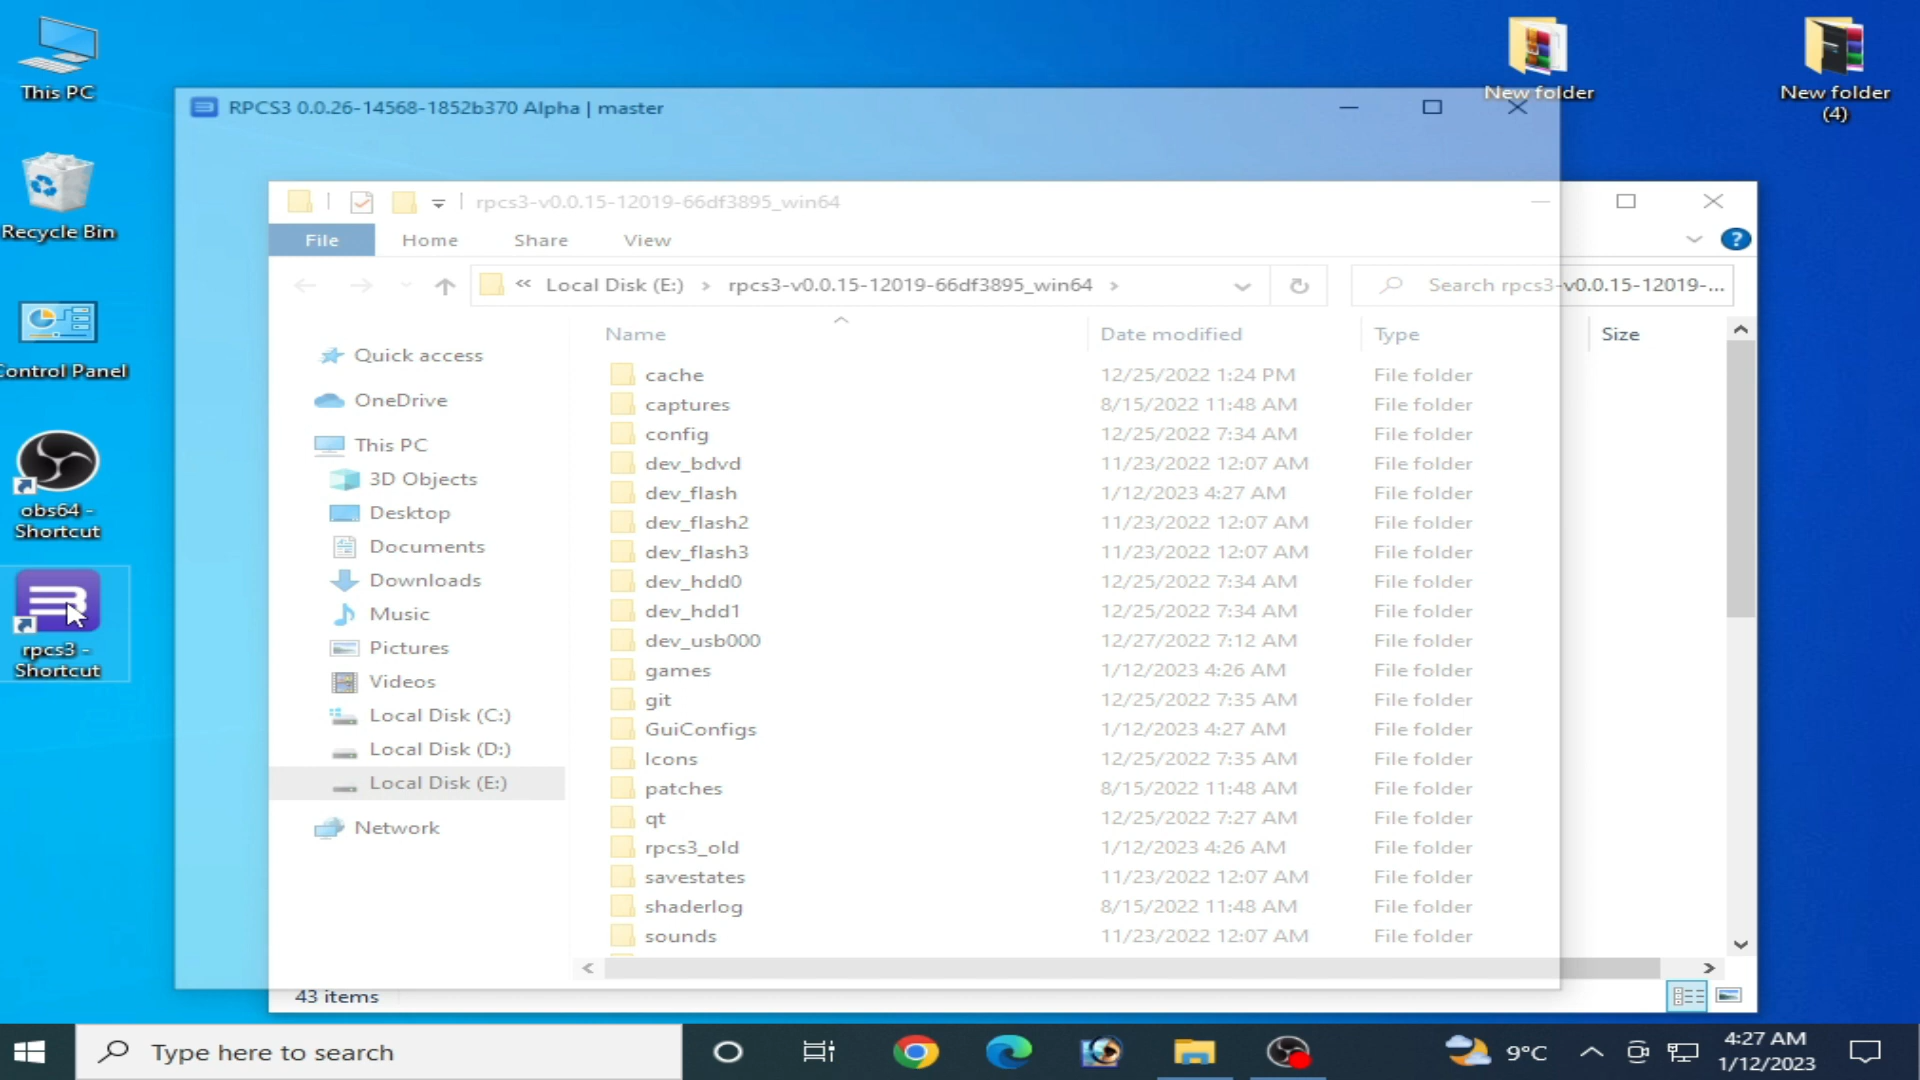 This PC
Recycle Bin
Control Panel
obs64 -
Shortcut
rpcs3 -
Shortcut
New folder
New folder
(4)
RPCS3 0.0.26-14568-1852b370 Alpha | master
rpcs3-v0.0.15-12019-66df3895_win64
File Home Share View
« Local Disk (E:) › rpcs3-v0.0.15-12019-66df3895_win64 ›
Search rpcs3-v0.0.15-12019-...
Quick access
OneDrive
This PC
3D Objects
Desktop
Documents
Downloads
Music
Pictures
Videos
Local Disk (C:)
Local Disk (D:)
Local Disk (E:)
Network
Name Date modified Type Size
cache 12/25/2022 1:24 PM File folder
captures 8/15/2022 11:48 AM File folder
config 12/25/2022 7:34 AM File folder
dev_bdvd 11/23/2022 12:07 AM File folder
dev_flash 1/12/2023 4:27 AM File folder
dev_flash2 11/23/2022 12:07 AM File folder
dev_flash3 11/23/2022 12:07 AM File folder
dev_hdd0 12/25/2022 7:34 AM File folder
dev_hdd1 12/25/2022 7:34 AM File folder
dev_usb000 12/27/2022 7:12 AM File folder
games 1/12/2023 4:26 AM File folder
git 12/25/2022 7:35 AM File folder
GuiConfigs 1/12/2023 4:27 AM File folder
Icons 12/25/2022 7:35 AM File folder
patches 8/15/2022 11:48 AM File folder
qt 12/25/2022 7:27 AM File folder
rpcs3_old 1/12/2023 4:26 AM File folder
savestates 11/23/2022 12:07 AM File folder
shaderlog 8/15/2022 11:48 AM File folder
sounds 11/23/2022 12:07 AM File folder
43 items
Type here to search
9°C
4:27 AM
1/12/2023